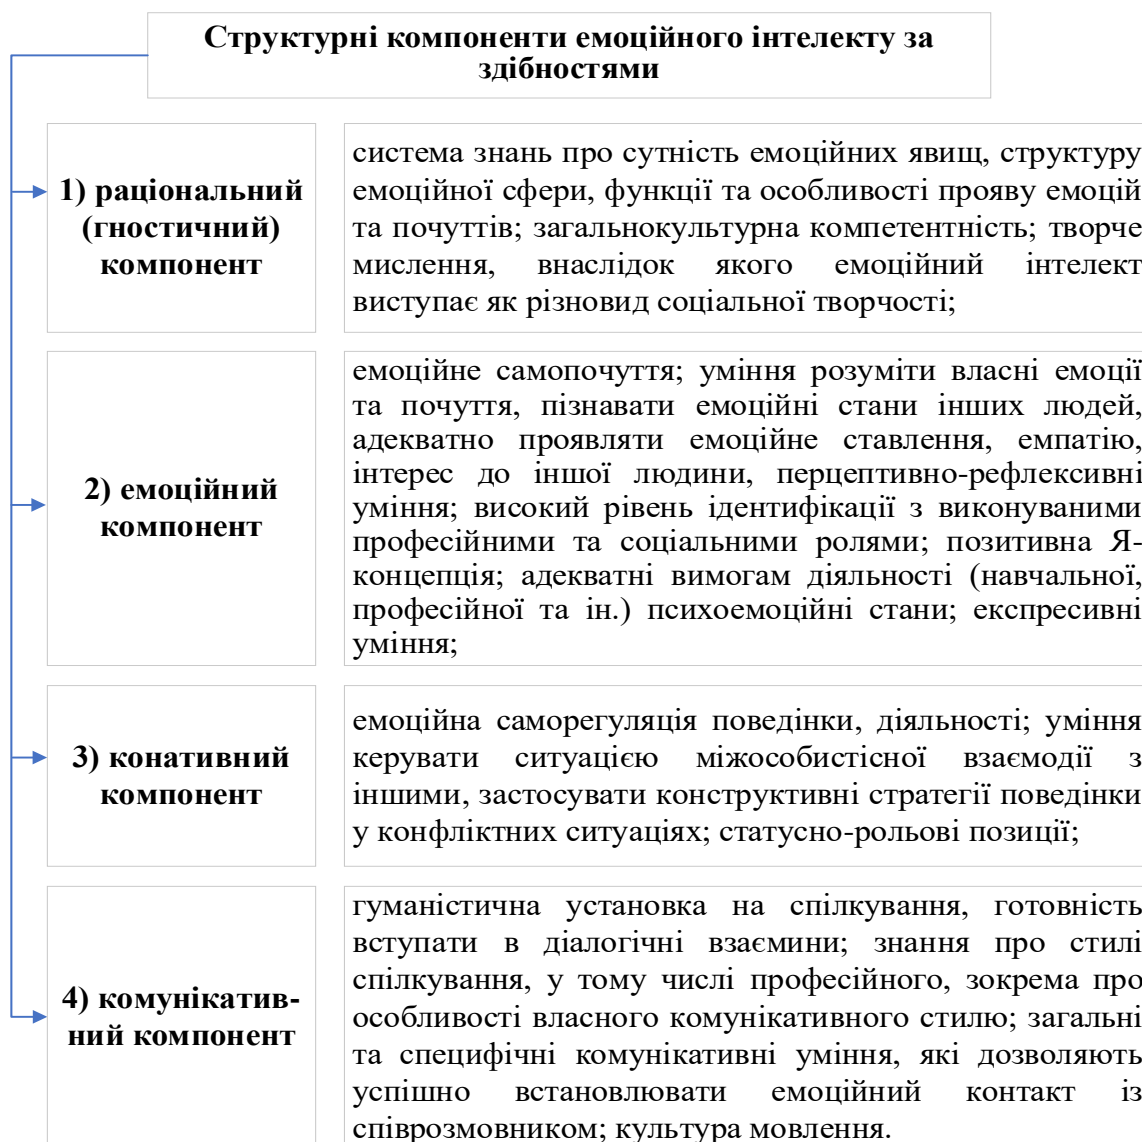 Структурні компоненти емоційного інтелекту за
здібностями
1) раціональний
(гностичний)
компонент
система знань про сутність емоційних явищ, структуру
емоційної сфери, функції та особливості прояву емоцій
та почуттів; загальнокультурна компетентність; творче
мислення, внаслідок якого емоційний інтелект
виступає як різновид соціальної творчості;
2) емоційний
компонент
емоційне самопочуття; уміння розуміти власні емоції
та почуття, пізнавати емоційні стани інших людей,
адекватно проявляти емоційне ставлення, емпатію,
інтерес до іншої людини, перцептивно-рефлексивні
уміння; високий рівень ідентифікації з виконуваними
професійними та соціальними ролями; позитивна Я-
концепція; адекватні вимогам діяльності (навчальної,
професійної та ін.) психоемоційні стани; експресивні
уміння;
3) конативний
компонент
емоційна саморегуляція поведінки, діяльності; уміння
керувати ситуацією міжособистісної взаємодії з
іншими, застосувати конструктивні стратегії поведінки
у конфліктних ситуаціях; статусно-рольові позиції;
4) комунікатив-
ний компонент
гуманістична установка на спілкування, готовність
вступати в діалогічні взаємини; знання про стилі
спілкування, у тому числі професійного, зокрема про
особливості власного комунікативного стилю; загальні
та специфічні комунікативні уміння, які дозволяють
успішно встановлювати емоційний контакт із
співрозмовником; культура мовлення.